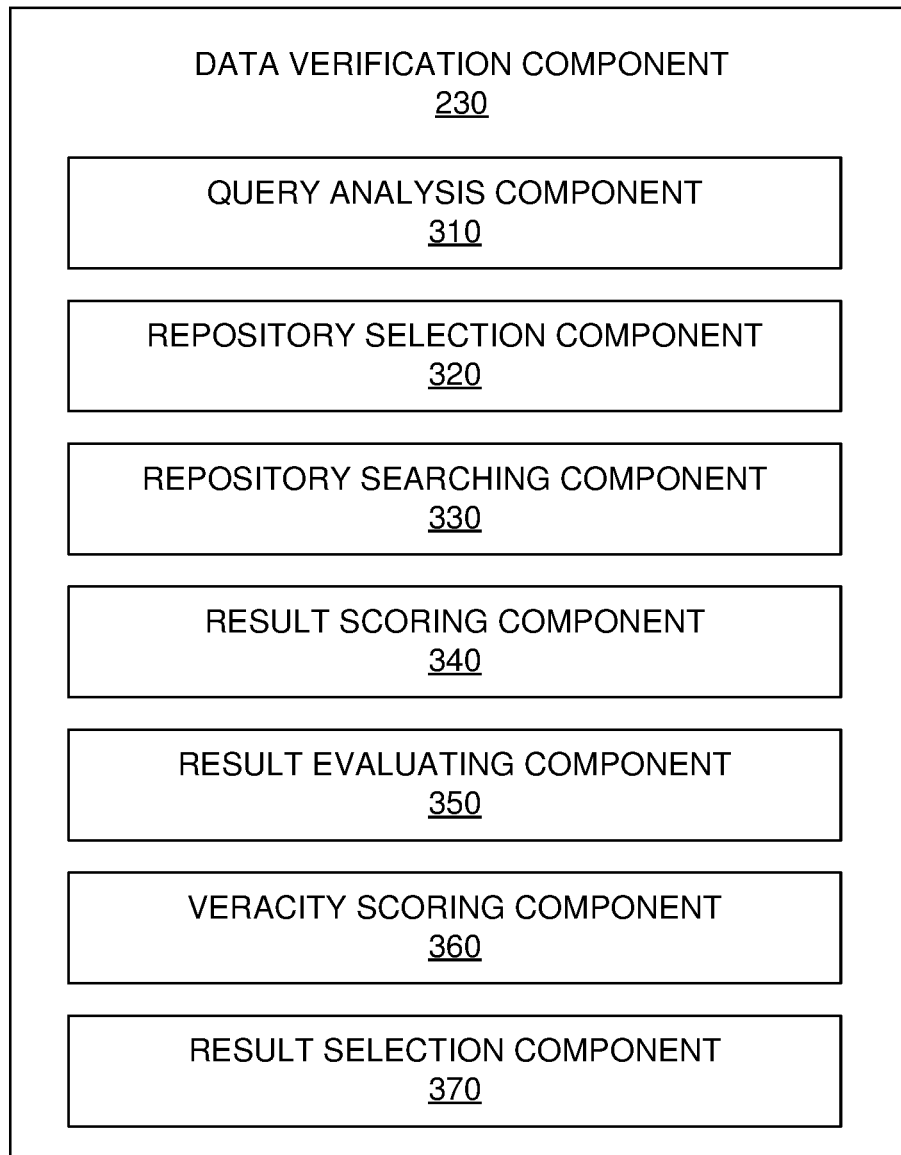 DATA VERIFICATION COMPONENT
230
QUERY ANALYSIS COMPONENT
310
REPOSITORY SELECTION COMPONENT
320
REPOSITORY SEARCHING COMPONENT
330
RESULT SCORING COMPONENT
340
RESULT EVALUATING COMPONENT
350
VERACITY SCORING COMPONENT
360
RESULT SELECTION COMPONENT
370